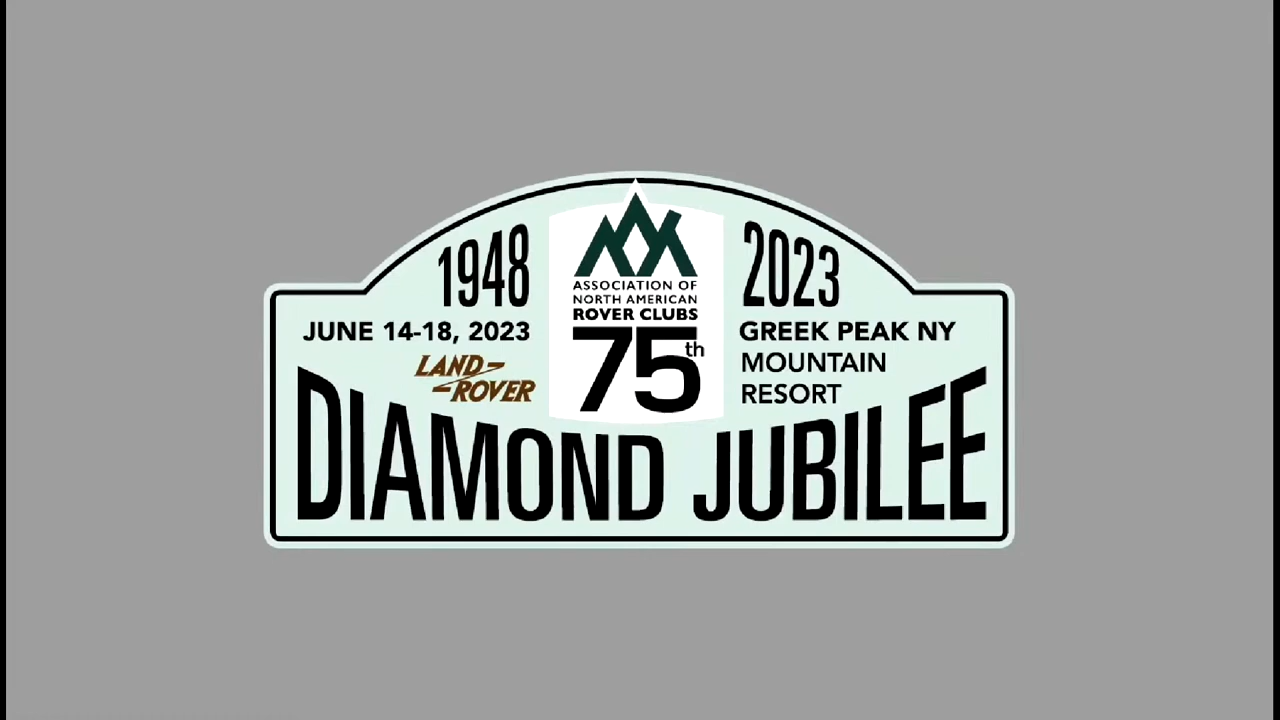 1948
JUNE 14-18, 2023
LAND
ROVER
ASSOCIATION OF
NORTH AMERICAN
ROVER CLUBS
75th
2023
GREEK PEAK NY
MOUNTAIN
RESORT
DIAMOND JUBILEE